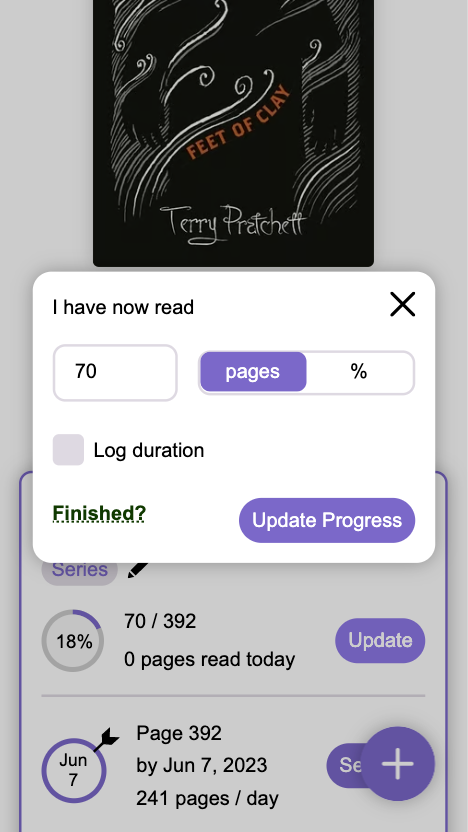 FEET OF CLAY
Terry Pratchett
I have now read
70
pages
%
Log duration
Finished?
Update Progress
Series
18%
70 / 392
0 pages read today
Update
Jun
7
Page 392
by Jun 7, 2023
241 pages / day
Se